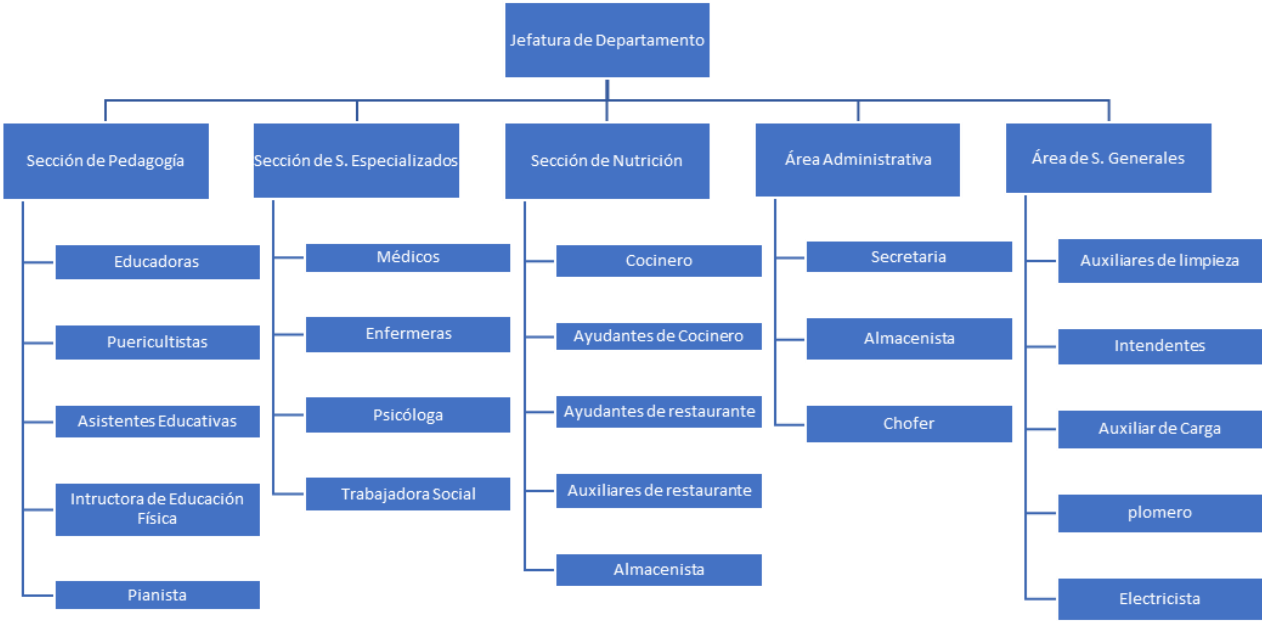 Jefatura de Departamento
Sección de Pedagogía
Educadoras
Puericultistas
Asistentes Educativas
Intructora de Educación
Física
Pianista
Sección de S. Especializados
Médicos
Enfermeras
Psicóloga
Trabajadora Social
Sección de Nutrición
Cocinero
Ayudantes de Cocinero
Ayudantes de restaurante
Auxiliares de restaurante
Almacenista
Área Administrativa
Secretaria
Almacenista
Chofer
Área de S. Generales
Auxiliares de limpieza
Intendentes
Auxiliar de Carga
plomero
Electricista